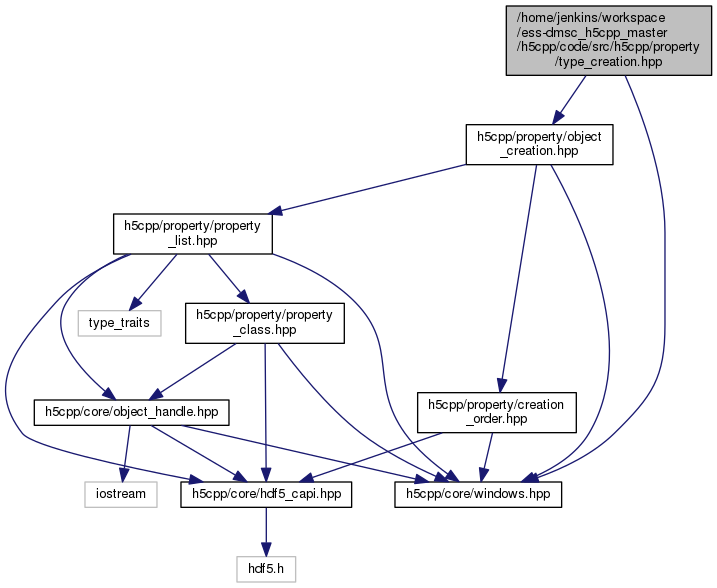 /home/jenkins/workspace
/ess-dmsc_h5cpp_master
/h5cpp/code/src/h5cpp/property
/type_creation.hpp
h5cpp/property/object
_creation.hpp
h5cpp/property/property
_list.hpp
type_traits
h5cpp/property/property
_class.hpp
h5cpp/core/object_handle.hpp
h5cpp/property/creation
_order.hpp
iostream
h5cpp/core/hdf5_capi.hpp
h5cpp/core/windows.hpp
hdf5.h